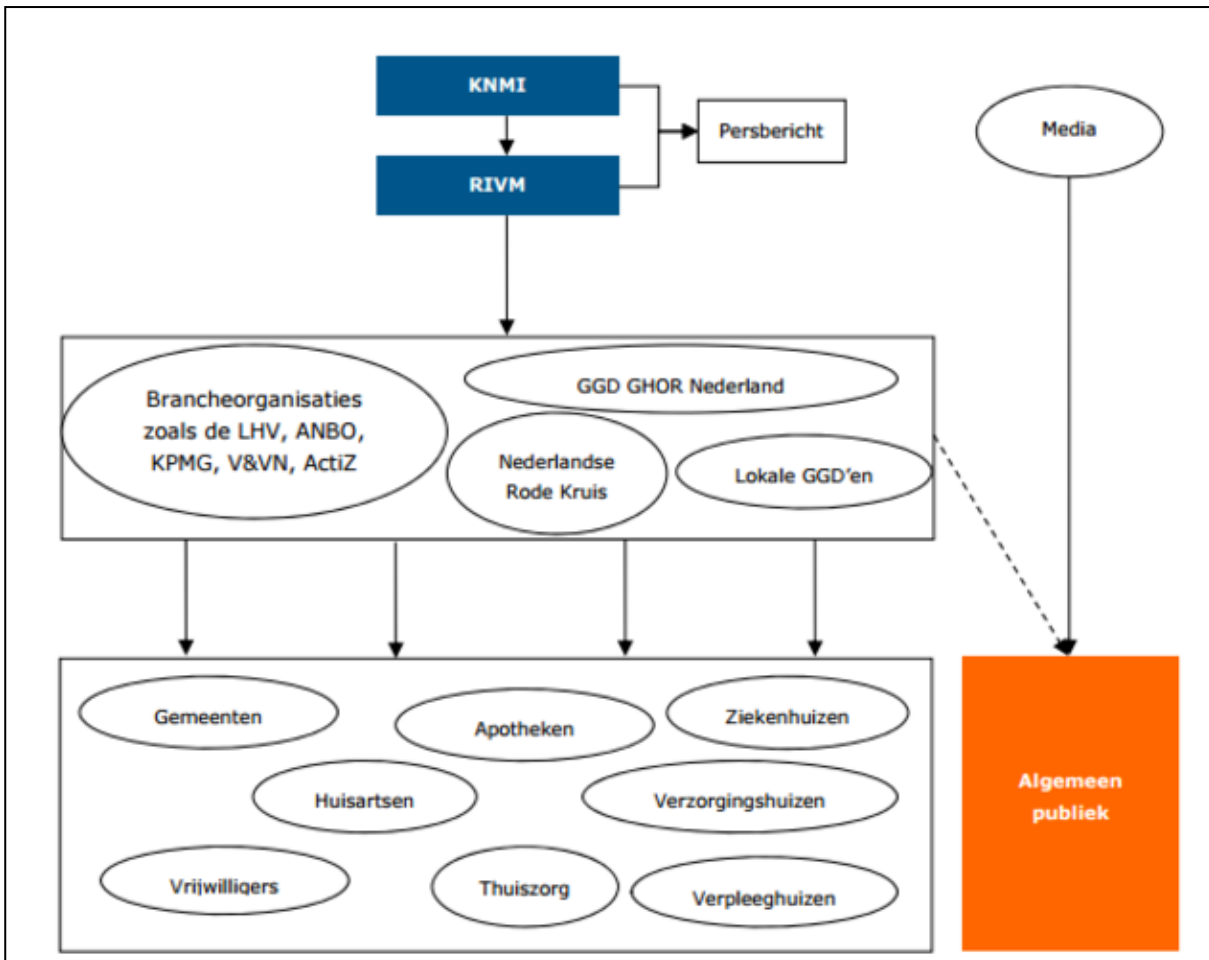 KNMI
Persbericht
Media
RIVM
Brancheorganisaties
zoals de LHV, ANBO,
KPMG, V&VN, ActiZ
GGD GHOR Nederland
Nederlandse
Rode Kruis
Lokale GGD'en
Gemeenten
Apotheken
Ziekenhuizen
Huisartsen
Verzorgingshuizen
Vrijwilligers
Thuiszorg
Verpleeghuizen
Algemeen
publiek